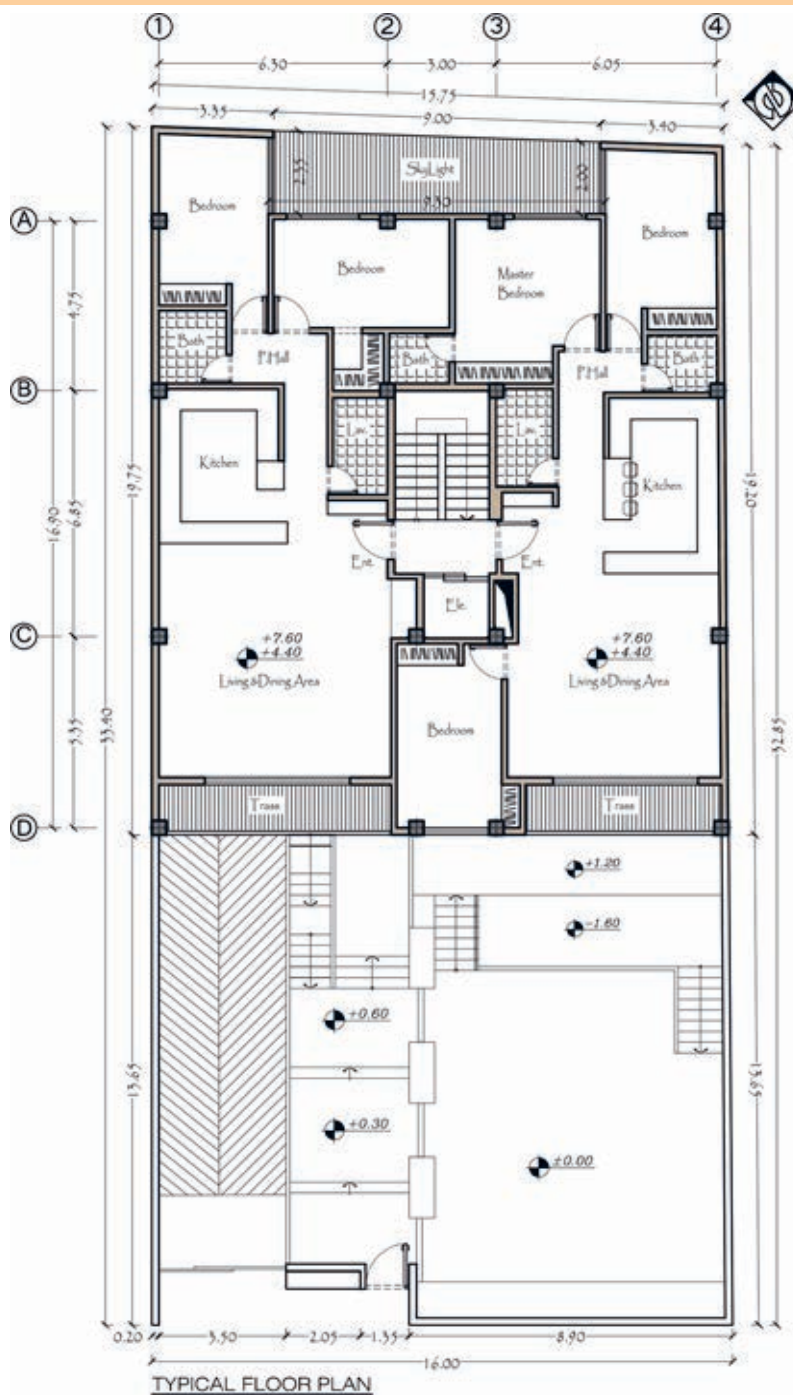 1 2 3 4
6.30 3.00 6.05
15.75
3.35 9.00 3.40
2.35 SkyLight 2.00
9.30
Bedroom
Bedroom
A
Bedroom
Master
Bedroom
4.75
Bath
Bath
Bath
P.Hall
P.Hall
B
Lav.
Lav.
Kitchen
Kitchen
19.75
16.90
6.85
19.20
Ent.
Ent.
Ele.
C
+7.60
+4.40
Living&Dining Area
+7.60
+4.40
Living&Dining Area
33.40
5.35
32.85
Bedroom
Trass
Trass
D
+1.20
-1.60
+0.60
+0.30
±0.00
13.65
13.95
0.20 3.50 2.05 1.35 8.90
16.00
TYPICAL FLOOR PLAN